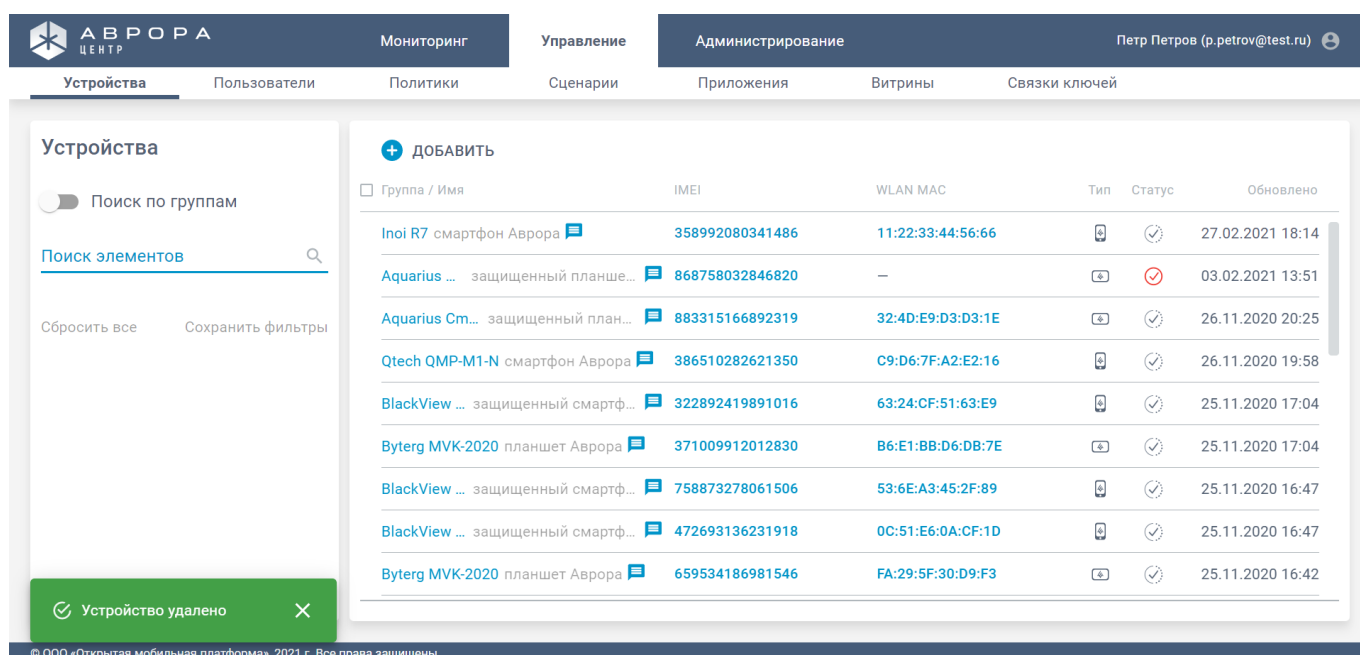 АВРОРА
ЦЕНТР
Мониторинг Управление Администрирование Петр Петров (p.petrov@test.ru)
Устройства Пользователи Политики Сценарии Приложения Витрины Связки ключей
Устройства
Поиск по группам
Поиск элементов
Сбросить все Сохранить фильтры
ДОБАВИТЬ
Группа / Имя IMEI WLAN MAC Тип Статус Обновлено
Inoi R7 смартфон Аврора 358992080341486 11:22:33:44:56:66 27.02.2021 18:14
Aquarius ... защищенный планше... 868758032846820 — 03.02.2021 13:51
Aquarius Cm... защищенный план... 883315166892319 32:4D:E9:D3:D3:1E 26.11.2020 20:25
Qtech QMP-M1-N смартфон Аврора 386510282621350 C9:D6:7F:A2:E2:16 26.11.2020 19:58
BlackView ... защищенный смартф... 322892419891016 63:24:CF:51:63:E9 25.11.2020 17:04
Byterg MVK-2020 планшет Аврора 371009912012830 B6:E1:BB:D6:DB:7E 25.11.2020 17:04
BlackView ... защищенный смартф... 758873278061506 53:6E:A3:45:2F:89 25.11.2020 16:47
BlackView ... защищенный смартф... 472693136231918 0C:51:E6:0A:CF:1D 25.11.2020 16:47
Byterg MVK-2020 планшет Аврора 659534186981546 FA:29:5F:30:D9:F3 25.11.2020 16:42
Устройство удалено
© ООО «Открытая мобильная платформа», 2021 г. Все права защищены